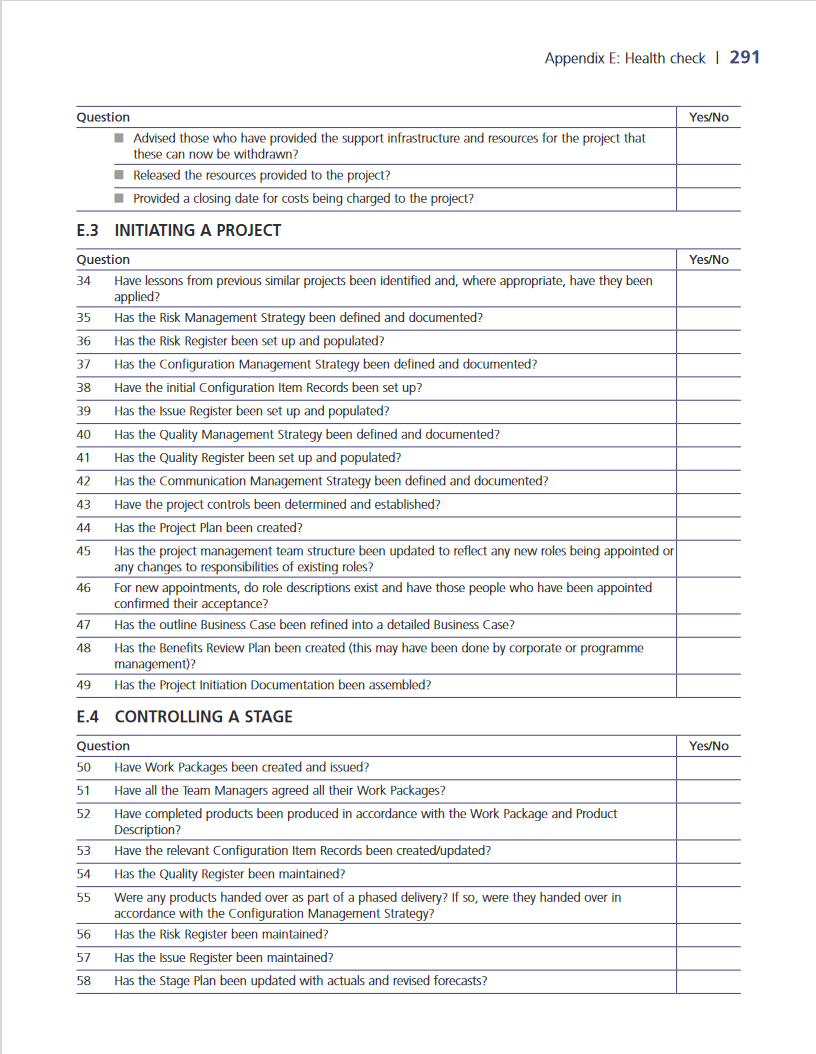 Appendix E: Health check | 291
Question Yes/No
■ Advised those who have provided the support infrastructure and resources for the project that
these can now be withdrawn?
■ Released the resources provided to the project?
■ Provided a closing date for costs being charged to the project?
E.3 INITIATING A PROJECT
Question Yes/No
34 Have lessons from previous similar projects been identified and, where appropriate, have they been
applied?
35 Has the Risk Management Strategy been defined and documented?
36 Has the Risk Register been set up and populated?
37 Has the Configuration Management Strategy been defined and documented?
38 Have the initial Configuration Item Records been set up?
39 Has the Issue Register been set up and populated?
40 Has the Quality Management Strategy been defined and documented?
41 Has the Quality Register been set up and populated?
42 Has the Communication Management Strategy been defined and documented?
43 Have the project controls been determined and established?
44 Has the Project Plan been created?
45 Has the project management team structure been updated to reflect any new roles being appointed or
any changes to responsibilities of existing roles?
46 For new appointments, do role descriptions exist and have those people who have been appointed
confirmed their acceptance?
47 Has the outline Business Case been refined into a detailed Business Case?
48 Has the Benefits Review Plan been created (this may have been done by corporate or programme
management)?
49 Has the Project Initiation Documentation been assembled?
E.4 CONTROLLING A STAGE
Question Yes/No
50 Have Work Packages been created and issued?
51 Have all the Team Managers agreed all their Work Packages?
52 Have completed products been produced in accordance with the Work Package and Product
Description?
53 Have the relevant Configuration Item Records been created/updated?
54 Has the Quality Register been maintained?
55 Were any products handed over as part of a phased delivery? If so, were they handed over in
accordance with the Configuration Management Strategy?
56 Has the Risk Register been maintained?
57 Has the Issue Register been maintained?
58 Has the Stage Plan been updated with actuals and revised forecasts?